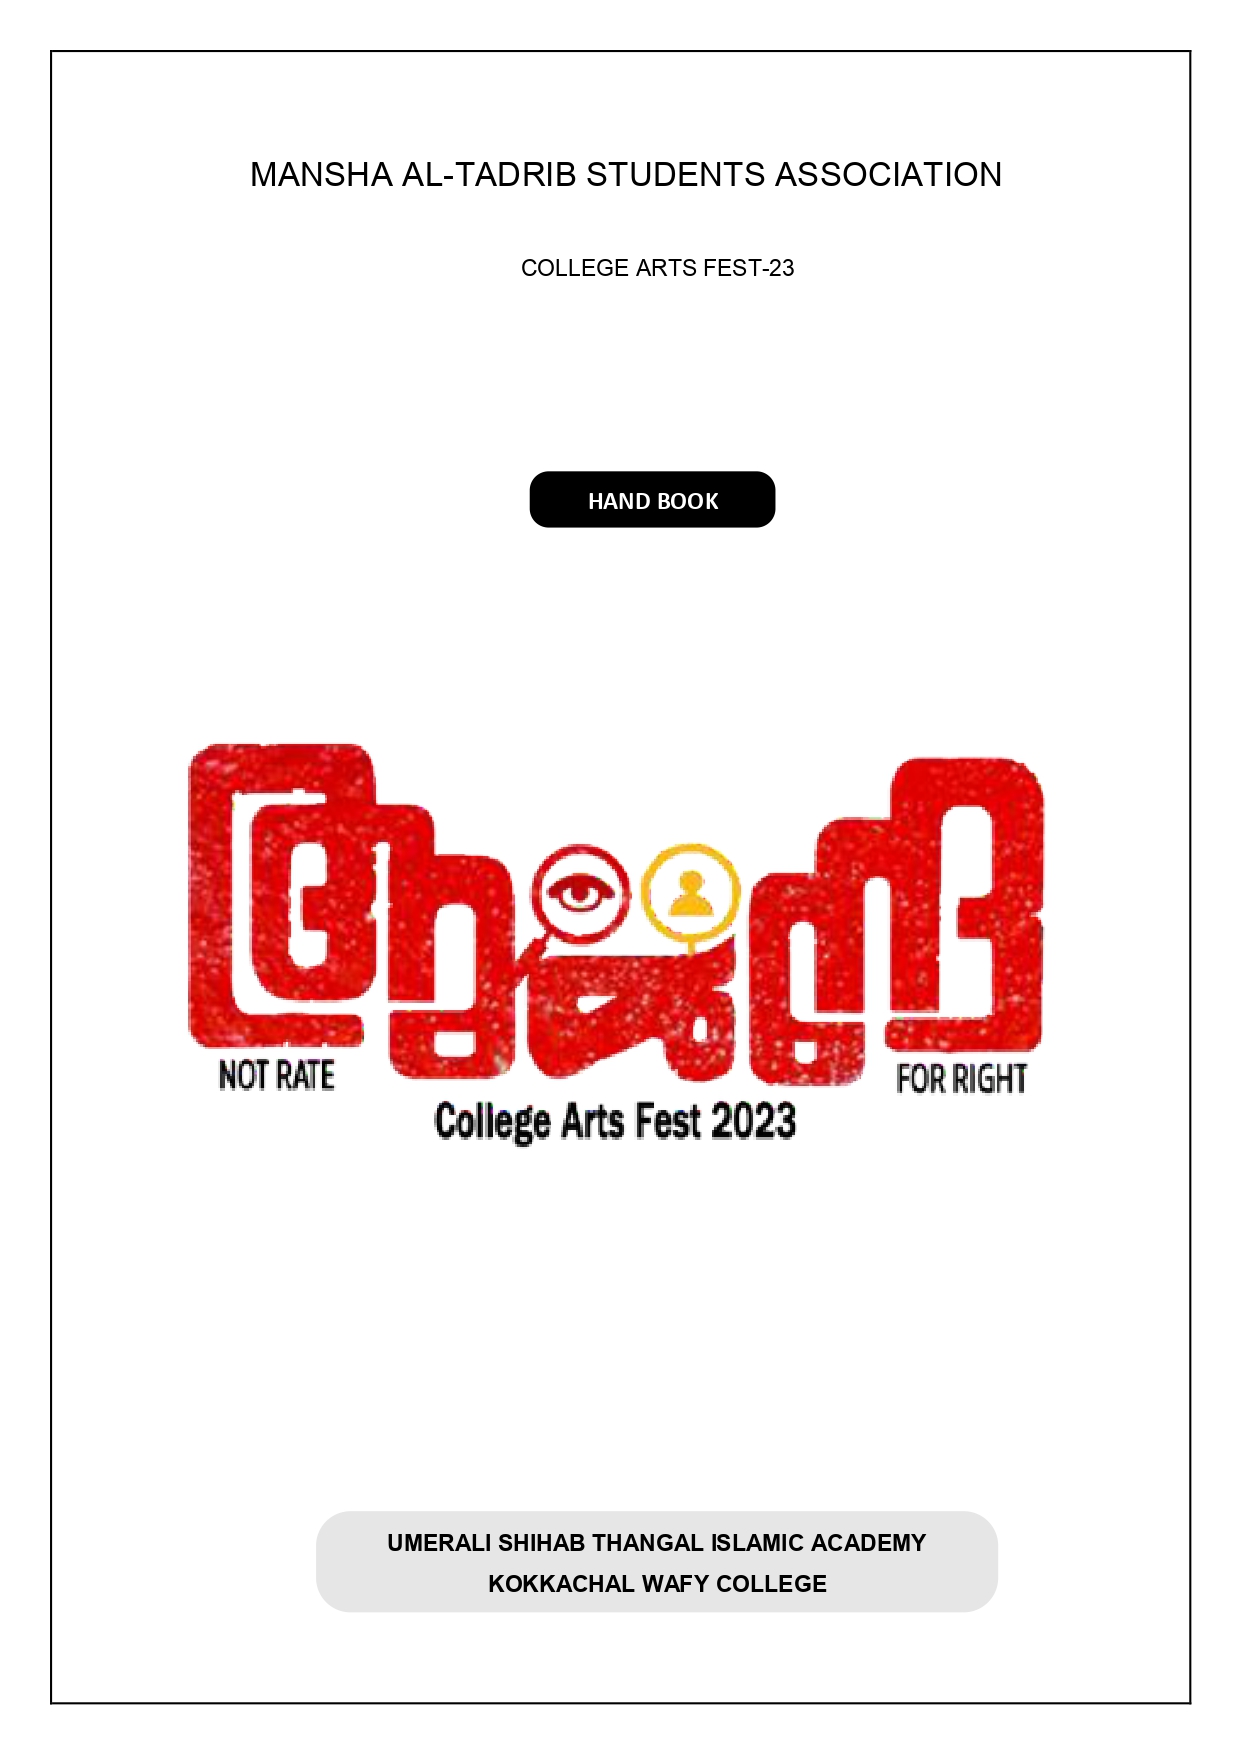 MANSHA AL-TADRIB STUDENTS ASSOCIATION
COLLEGE ARTS FEST-23
HAND BOOK
NOT RATE
FOR RIGHT
College Arts Fest 2023
UMERALI SHIHAB THANGAL ISLAMIC ACADEMY
KOKKACHAL WAFY COLLEGE